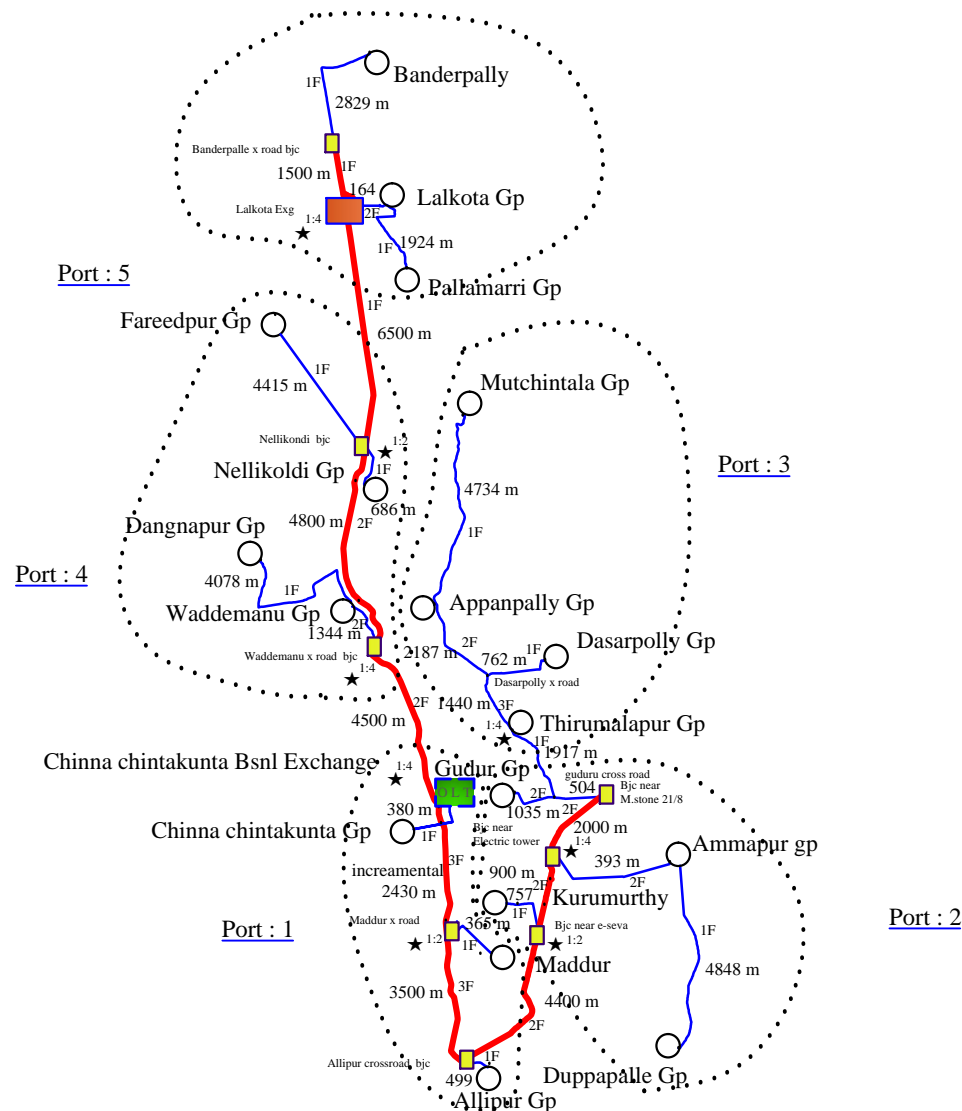 Banderpally
1F
2829 m
Banderpalle x road bjc
1500 m
1F
164
Lalkota Gp
Lalkota Exg
1:4
2F
1924 m
1F
Pallamarri Gp
Port : 5
1F
6500 m
Fareedpur Gp
1F
4415 m
Mutchintala Gp
Nellikondi bjc
1:2
Nellikoldi Gp
1F
686 m
4734 m
Port : 3
4800 m
2F
1F
Dangnapur Gp
4078 m
1F
Port : 4
Waddemanu Gp
2F
1344 m
Appanpally Gp
Waddemanu x road bjc
1:4
2F
2187 m
762 m
1F
Dasarpolly Gp
Dasarpolly x road
4500 m
2F
1440 m
3F
Thirumalapur Gp
1:4
1F
1917 m
Chinna chintakunta Bsnl Exchange
1:4
Gudur Gp
guduru cross road
O L T
504
Bjc near
M.stone 21/8
380 m
1F
2F
1035 m
2F
2000 m
Chinna chintakunta Gp
Bjc near
Electric tower
1:4
3F
393 m
2F
Ammapur gp
increamental
2430 m
900 m
2F
757
1F
Kurumurthy
Maddur x road
365 m
1F
Bjc near e-seva
Port : 1
1:2
1:2
Port : 2
1F
Maddur
4848 m
3500 m
3F
4400 m
2F
Allipur crossroad, bjc
1F
499
Allipur Gp
Duppapalle Gp